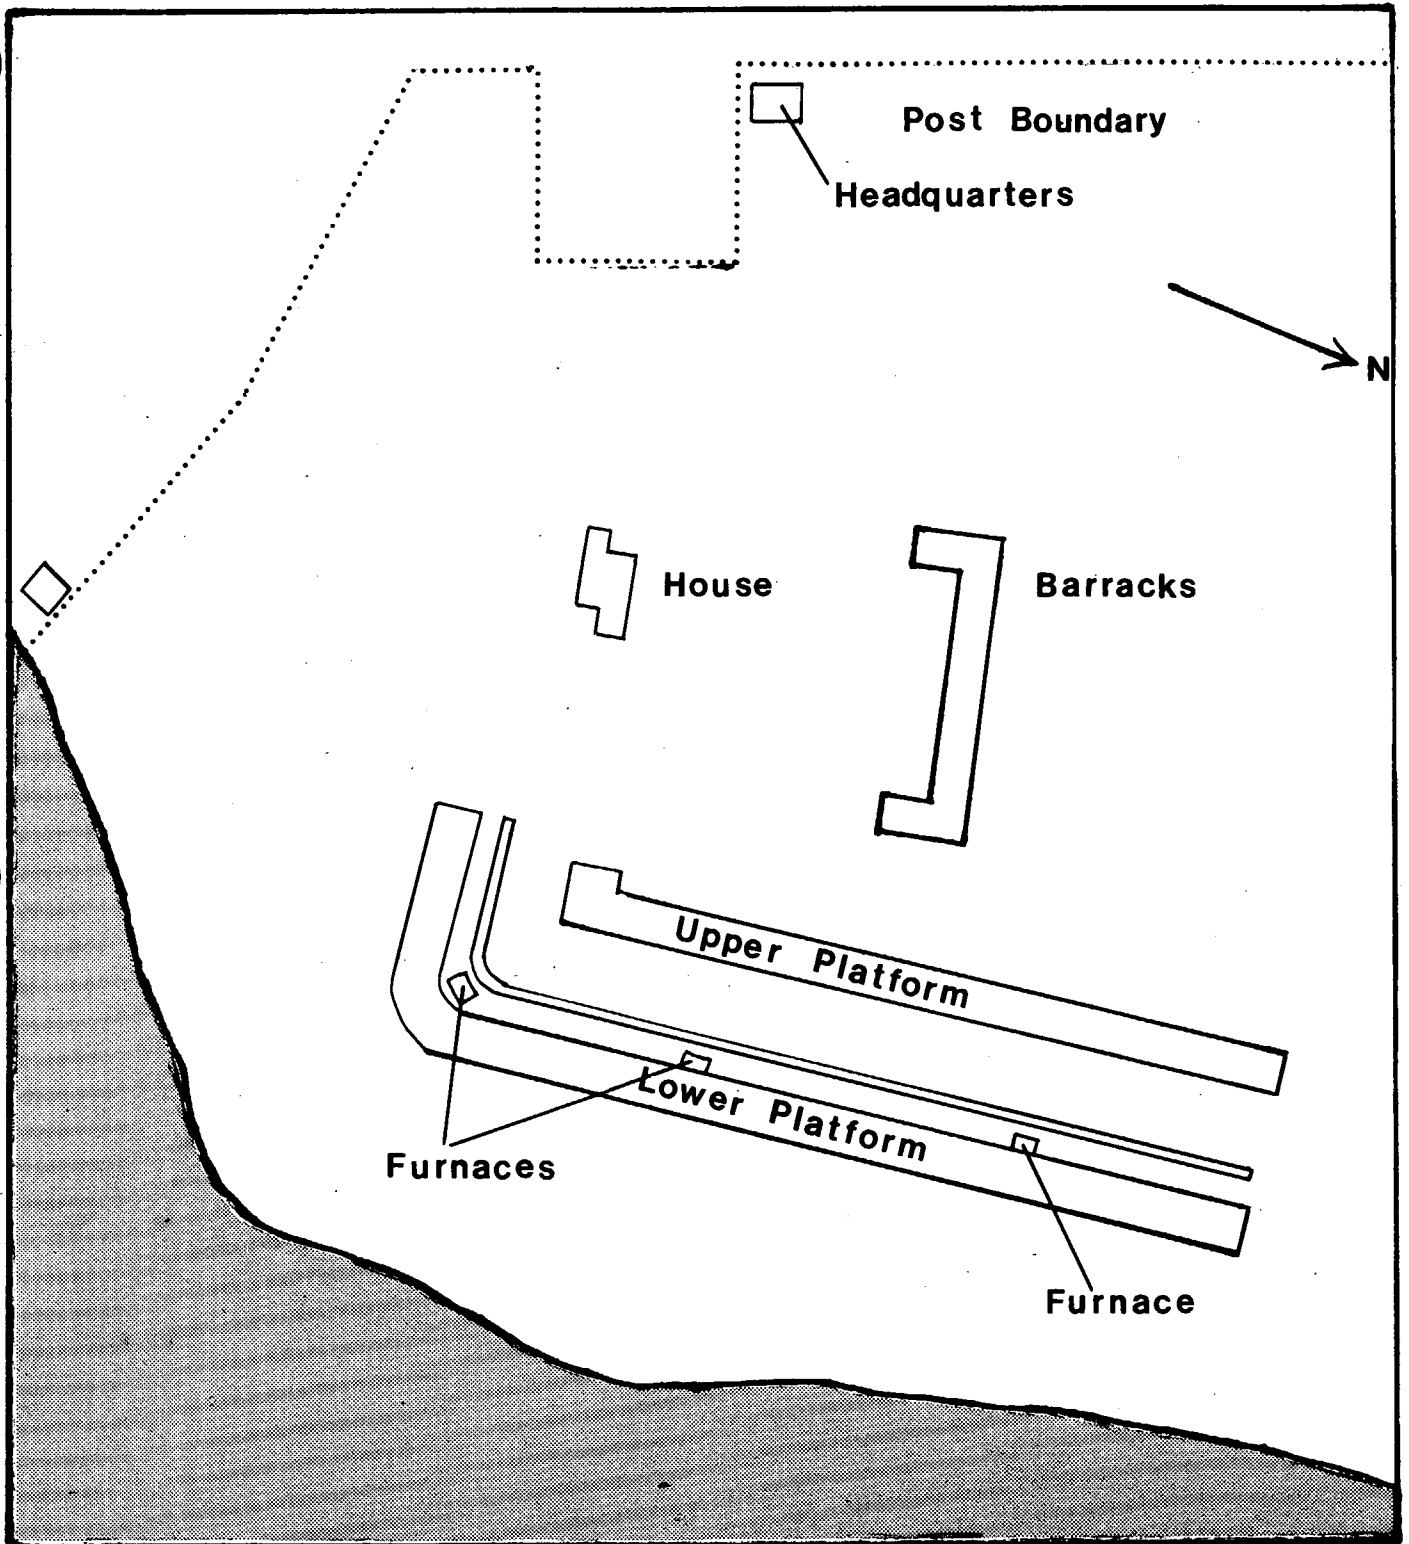 Post Boundary
Headquarters
N
House
Barracks
Upper Platform
Lower Platform
Furnaces
Furnace